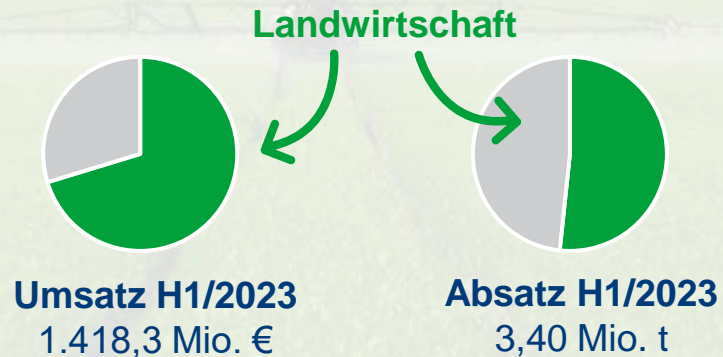 Landwirtschaft
Umsatz H1/2023
1.418,3 Mio. €
Absatz H1/2023
3,40 Mio. t